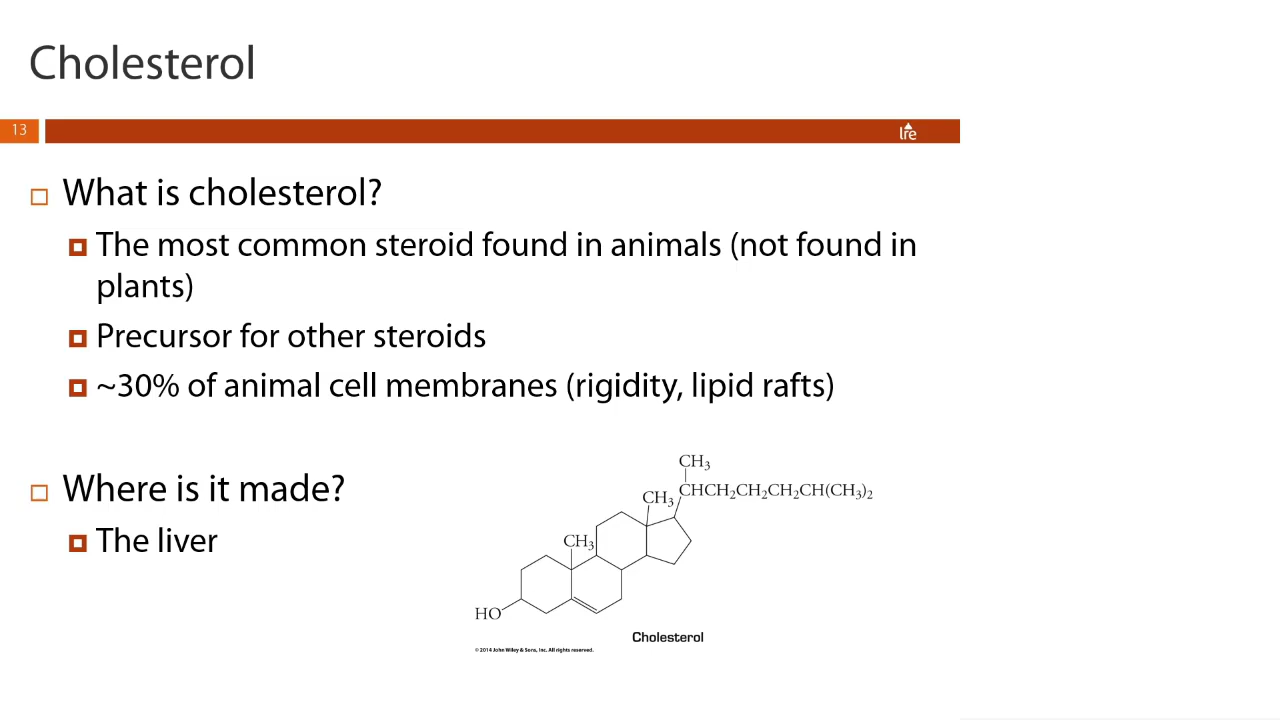 Cholesterol
13
lre
What is cholesterol?
The most common steroid found in animals (not found in
plants)
Precursor for other steroids
~30% of animal cell membranes (rigidity, lipid rafts)
Where is it made?
The liver
CH₃
CH₃
CHCH₂CH₂CH₂CH(CH₃)₂
CH₃
HO
Cholesterol
© 2014 John Wiley & Sons, Inc. All rights reserved.